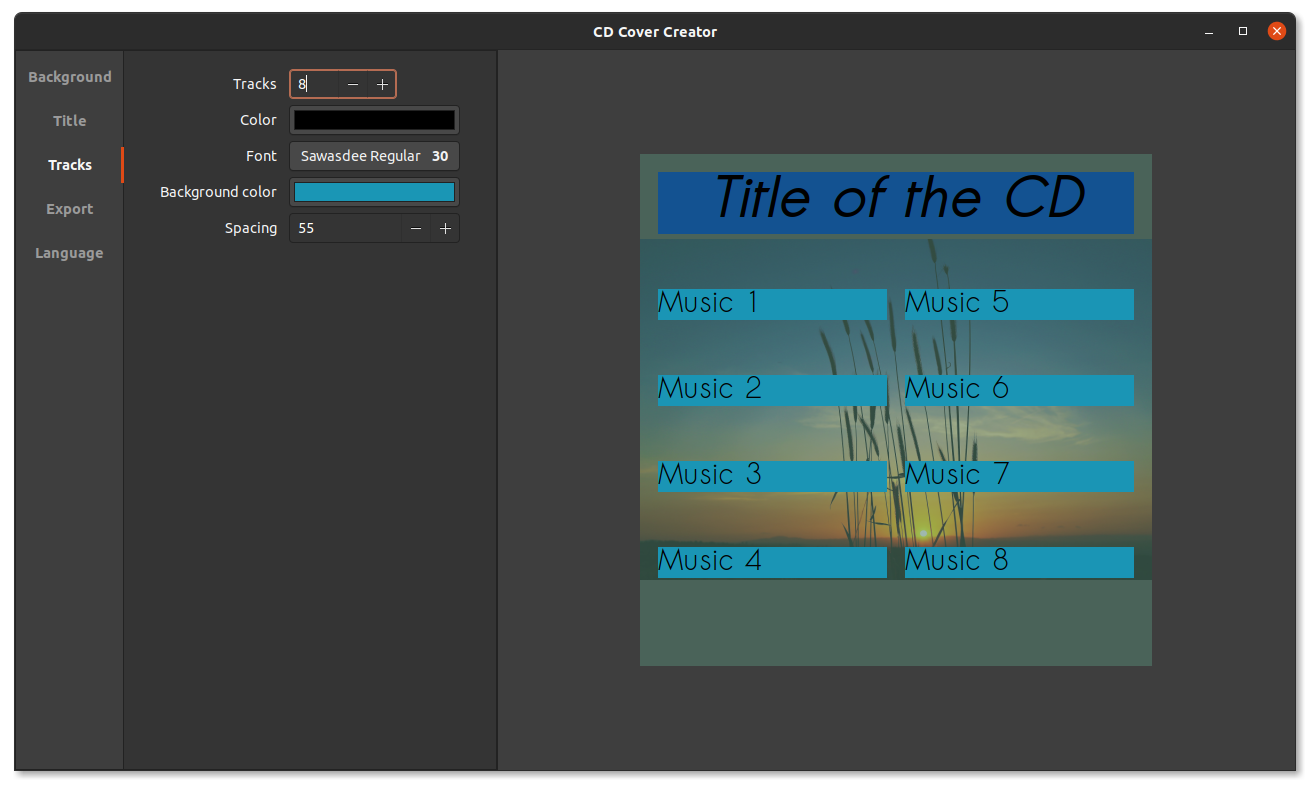 CD Cover Creator
Background
Title
Tracks
Export
Language
Tracks 8
Color
Font Sawasdee Regular 30
Background color
Spacing 55
Title of the CD
Music 1
Music 2
Music 3
Music 4
Music 5
Music 6
Music 7
Music 8